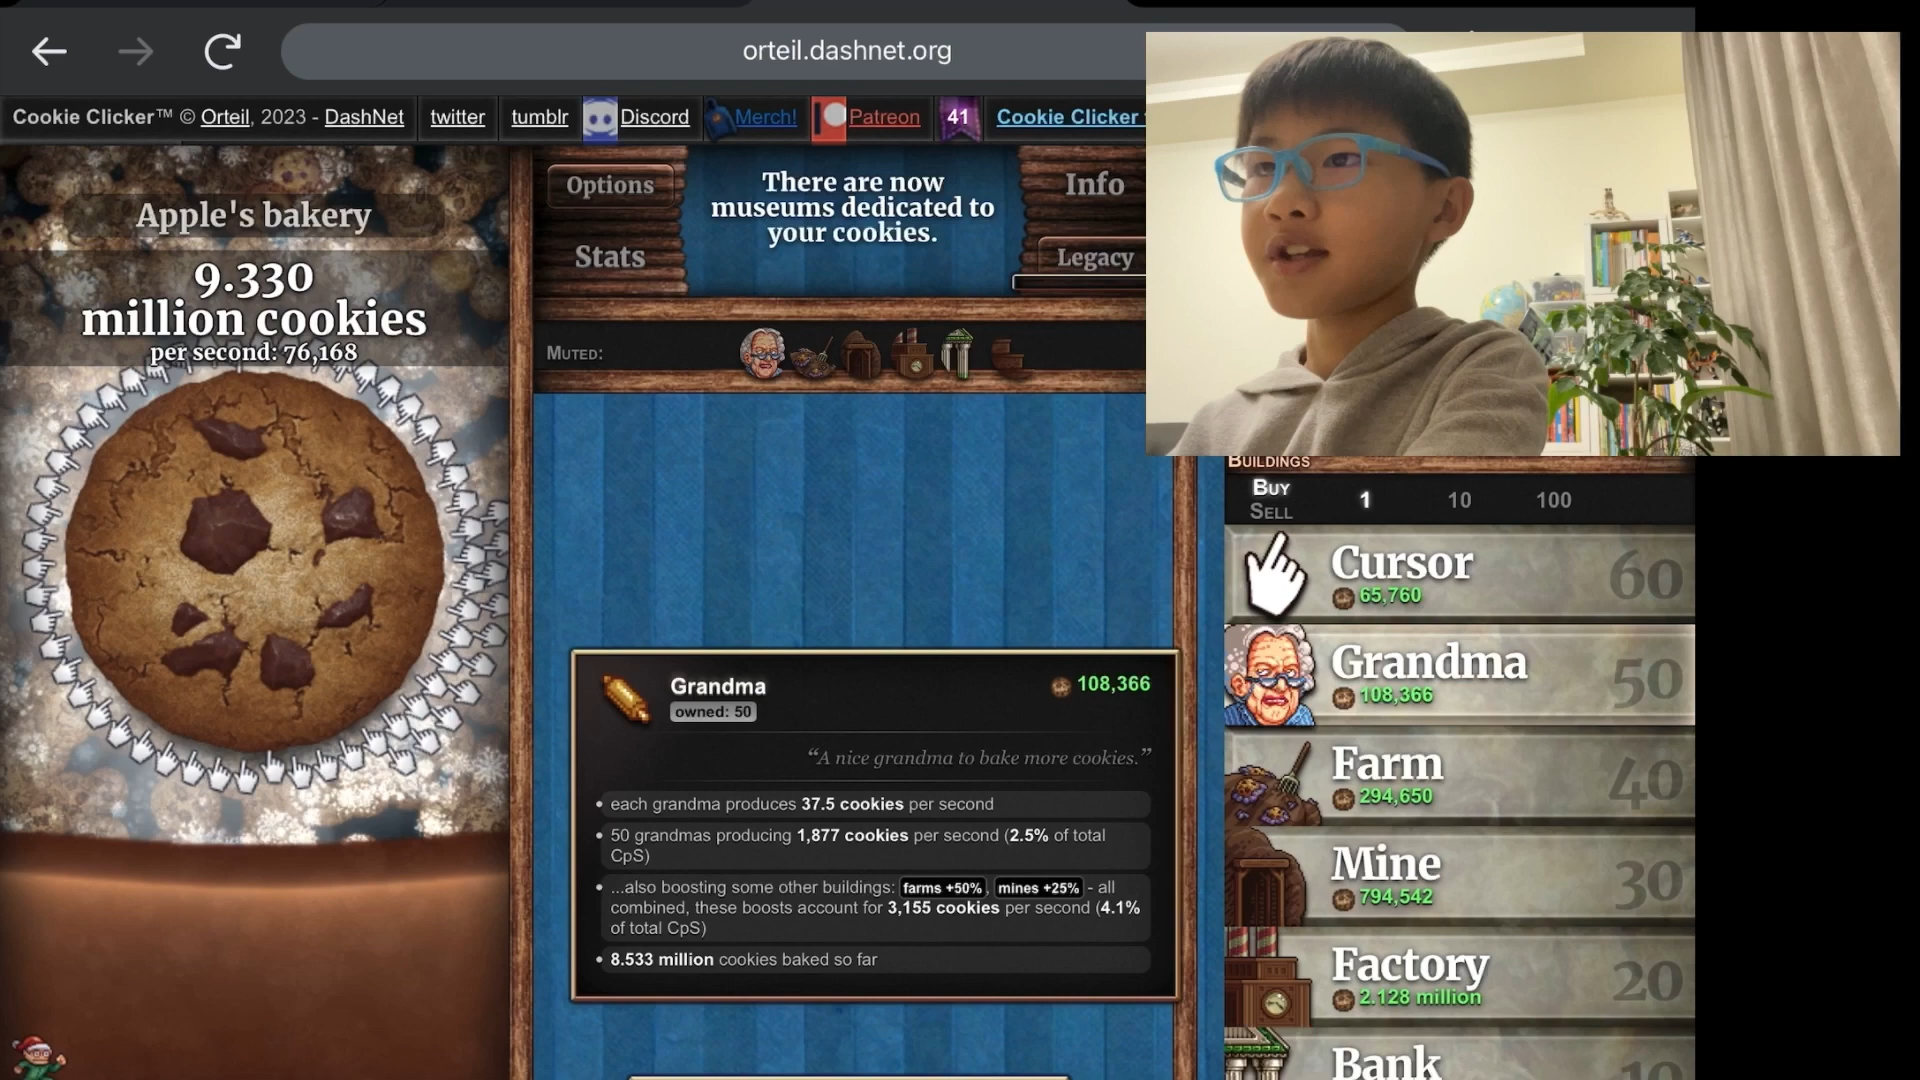 orteil.dashnet.org
Cookie Clicker™ © Orteil, 2023 - DashNet
twitter
tumblr
Discord
Merch!
Patreon
41
Cookie Clicker
Apple's bakery
9.330
million cookies
per second: 76,168
Options
Stats
There are now
museums dedicated to
your cookies.
Info
Legacy
MUTED:
Grandma
owned: 50
108,366
“A nice grandma to bake more cookies.”
• each grandma produces 37.5 cookies per second
• 50 grandmas producing 1,877 cookies per second (2.5% of total
CpS)
• ...also boosting some other buildings: farms +50%, mines +25% - all
combined, these boosts account for 3,155 cookies per second (4.1%
of total CpS)
• 8.533 million cookies baked so far
BUILDINGS
BUY
SELL
1
10
100
Cursor
65,760
60
Grandma
108,366
50
Farm
294,650
40
Mine
794,542
30
Factory
2.128 million
20
Bank
10